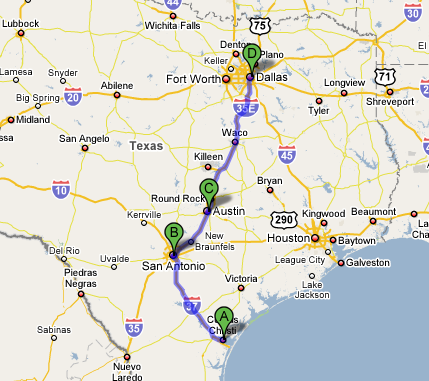 44
Lubbock
Wichita Falls
75
Denton
Plano
D
Keller
Fort Worth
Dallas
Lamesa
Snyder
Abilene
20
Big Spring
Midland
35E
Longview
71
Shreveport
Tyler
Waco
San Angelo
Texas
Killeen
45
10
Bryan
Round Rock
C
Austin
290
Kingwood
Beaumont
Kerrville
B
New
Braunfels
Houston
Baytown
Del Rio
Uvalde
San Antonio
League City
Galveston
Piedras
Negras
Victoria
Lake
Jackson
37
A
Christi
35
Sabinas
Nuevo
Laredo